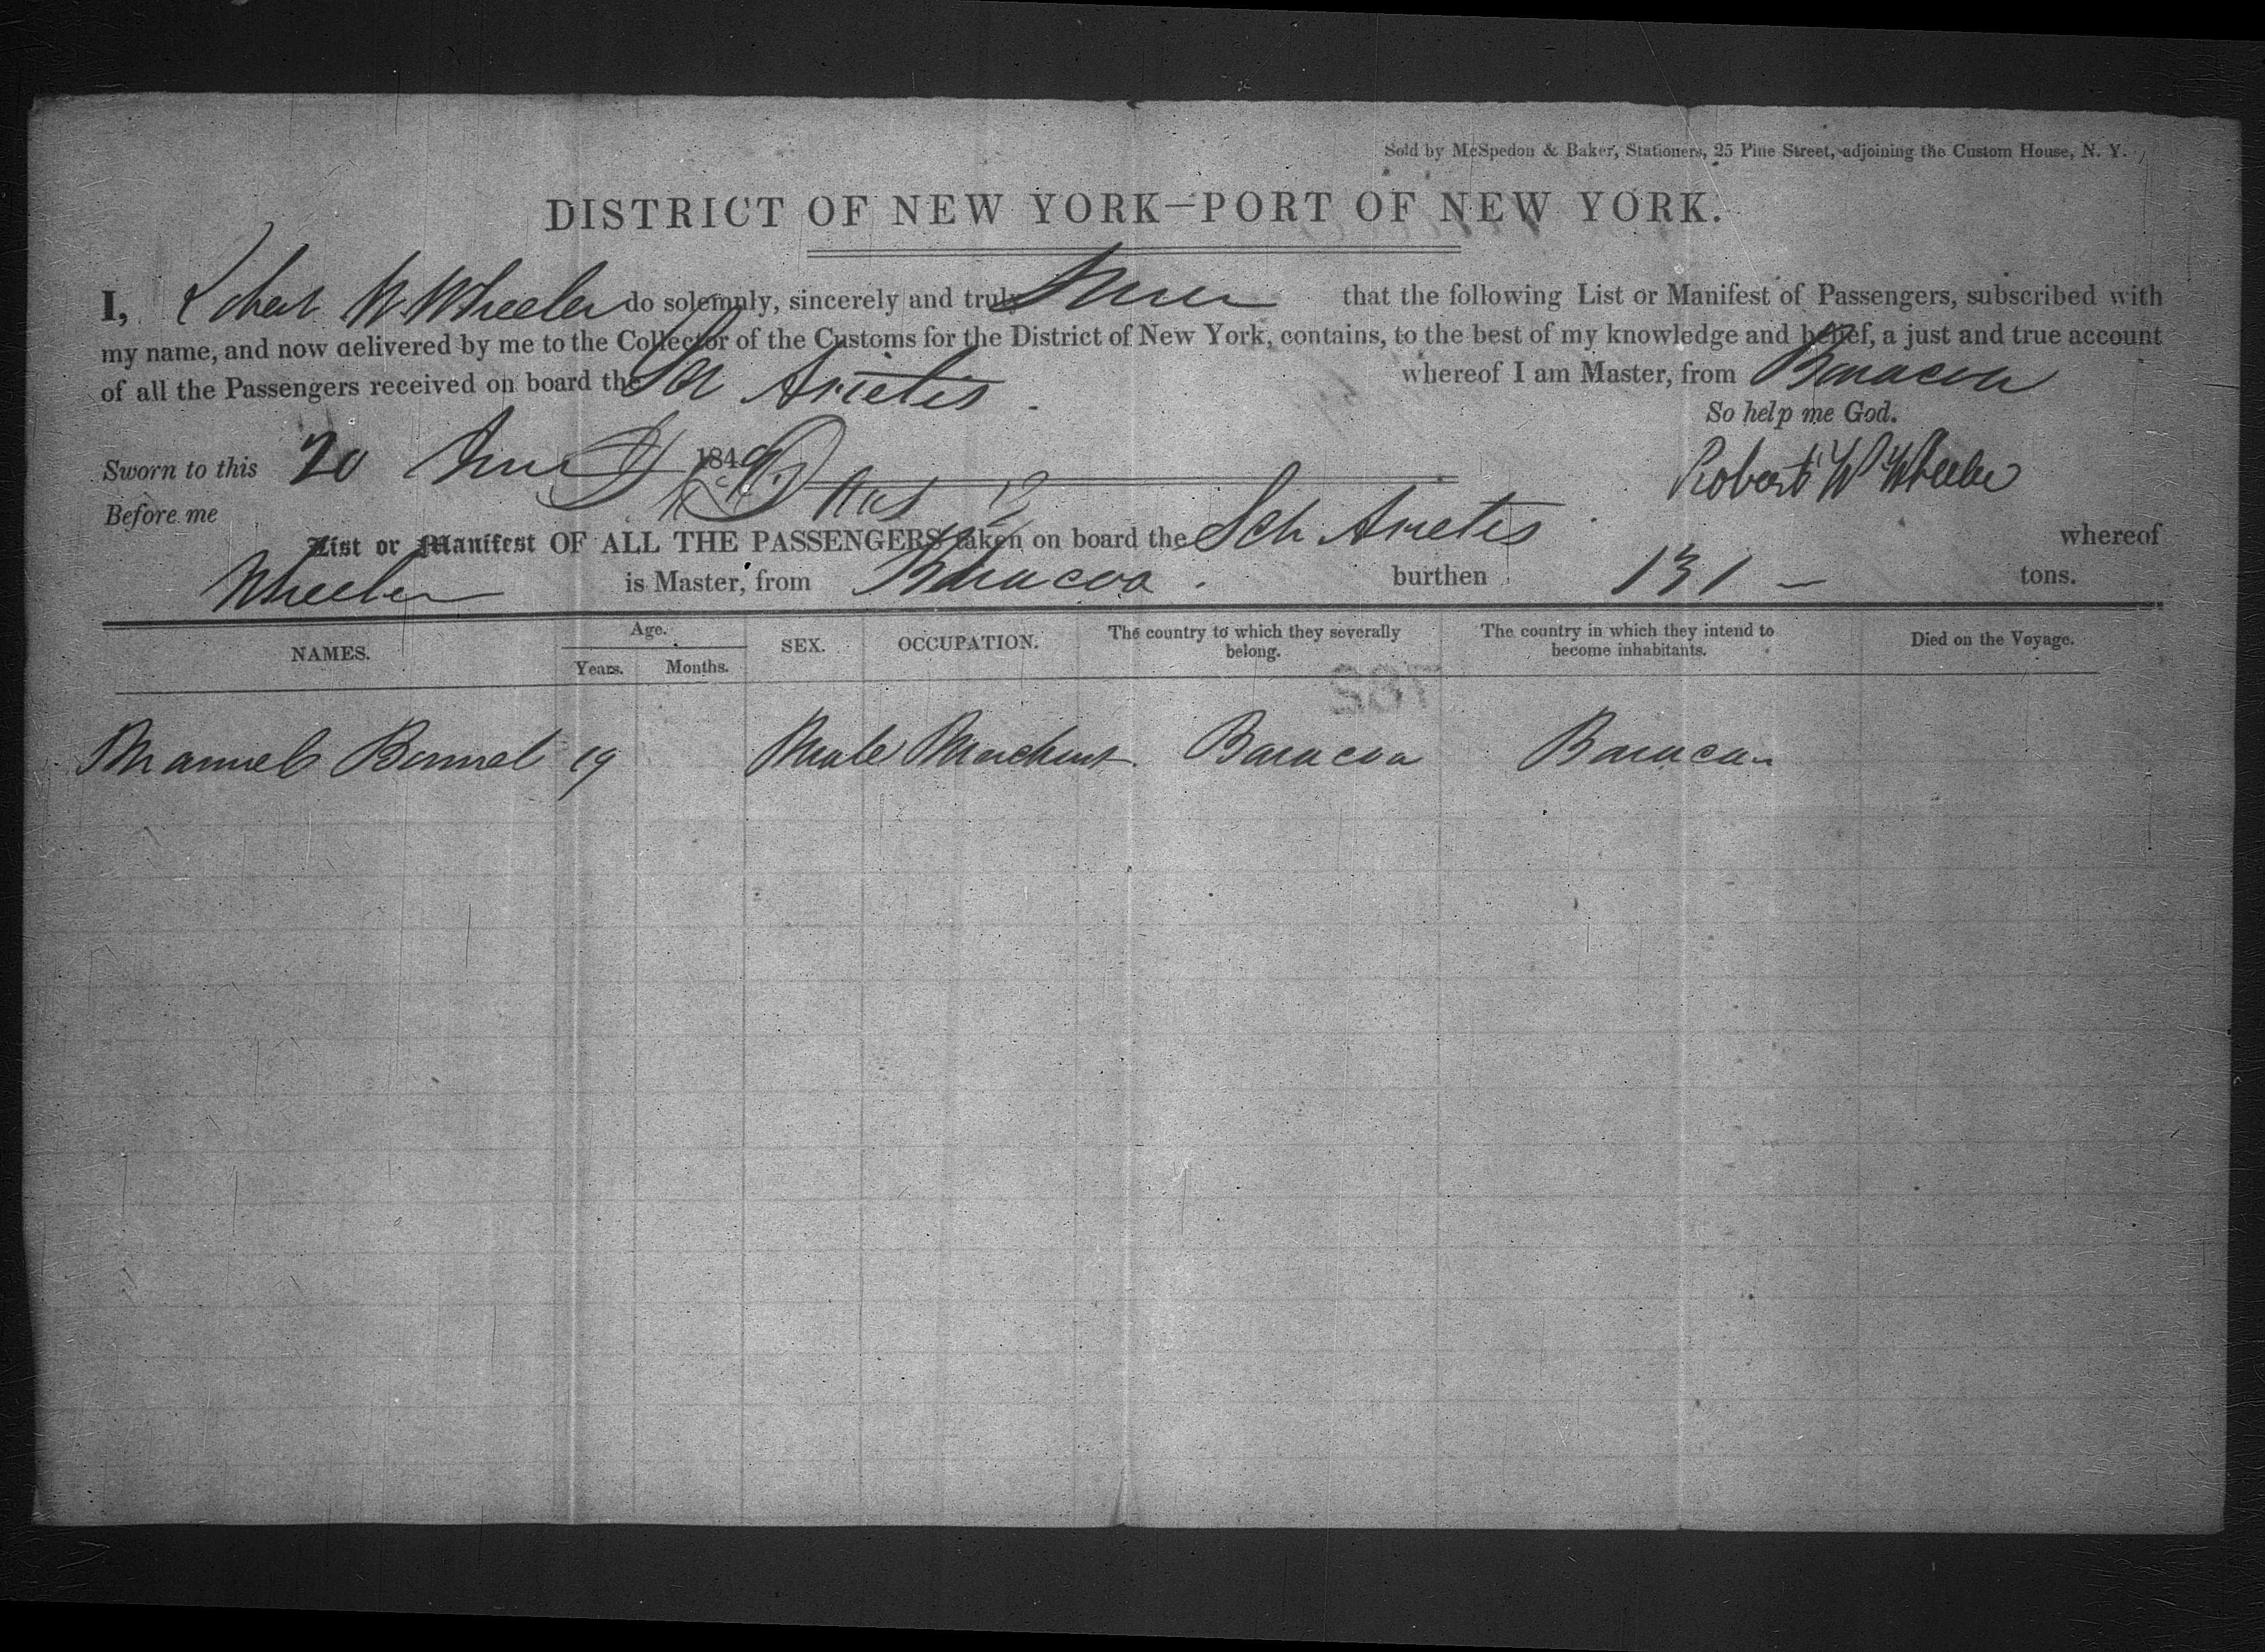 Sold by McSpedon & Baker, Stationers, 25 Pine Street, adjoining the Custom House, N. Y.
DISTRICT OF NEW YORK—PORT OF NEW YORK.
I, Robert W Wheeler do solemnly, sincerely and truly Swear that the following List or Manifest of Passengers, subscribed with
my name, and now delivered by me to the Collector of the Customs for the District of New York, contains, to the best of my knowledge and belief, a just and true account
of all the Passengers received on board the Sch Arietis whereof I am Master, from Baracoa
So help me God.
Sworn to this 20 1849 Robert W Wheeler
Before me
List or Manifest OF ALL THE PASSENGERS taken on board the Sch Arietis whereof
Wheeler is Master, from Baracoa. burthen 131 — tons.
NAMES. Age. Years. Months. SEX. OCCUPATION. The country to which they severally belong. The country in which they intend to become inhabitants. Died on the Voyage.
Manuel 19 Male Merchant. Baracoa Baracoa